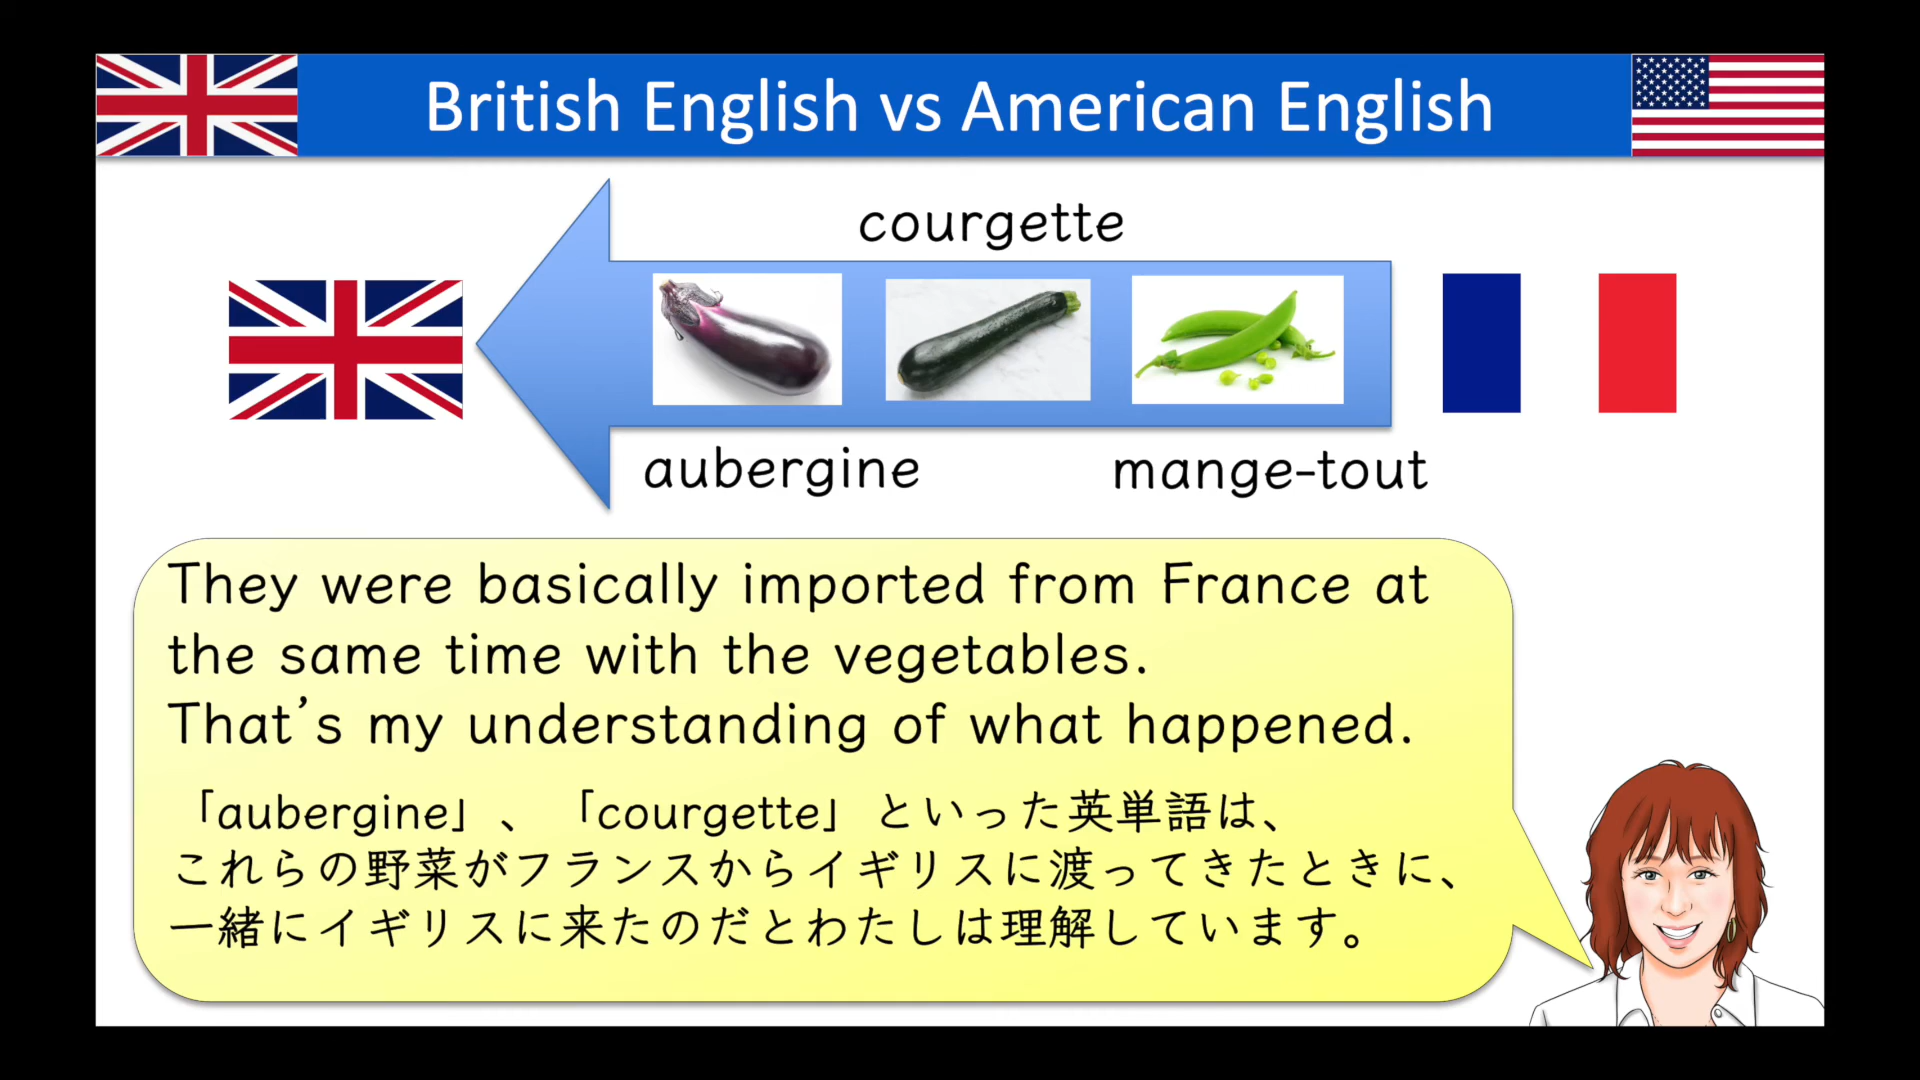 British English vs American English
courgette
aubergine
mange-tout
They were basically imported from France at
the same time with the vegetables.
That's my understanding of what happened.
「aubergine」、「courgette」といった英単語は、
これらの野菜がフランスからイギリスに渡ってきたときに、
一緒にイギリスに来たのだとわたしは理解しています。